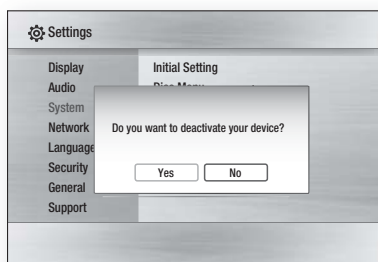 Settings
Display
Audio
System
Network
Language
Security
General
Support
Initial Setting
Do you want to deactivate your device?
Yes
No